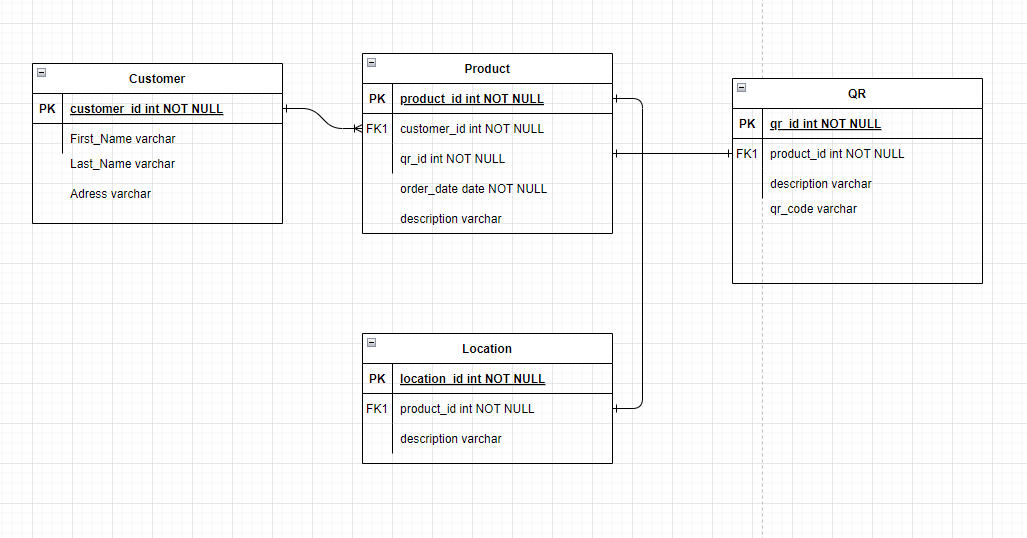 Customer
PK customer_id int NOT NULL
First_Name varchar
Last_Name varchar
Adress varchar
Product
PK product_id int NOT NULL
FK1 customer_id int NOT NULL
qr_id int NOT NULL
order_date date NOT NULL
description varchar
QR
PK qr_id int NOT NULL
FK1 product_id int NOT NULL
description varchar
qr_code varchar
Location
PK location_id int NOT NULL
FK1 product_id int NOT NULL
description varchar